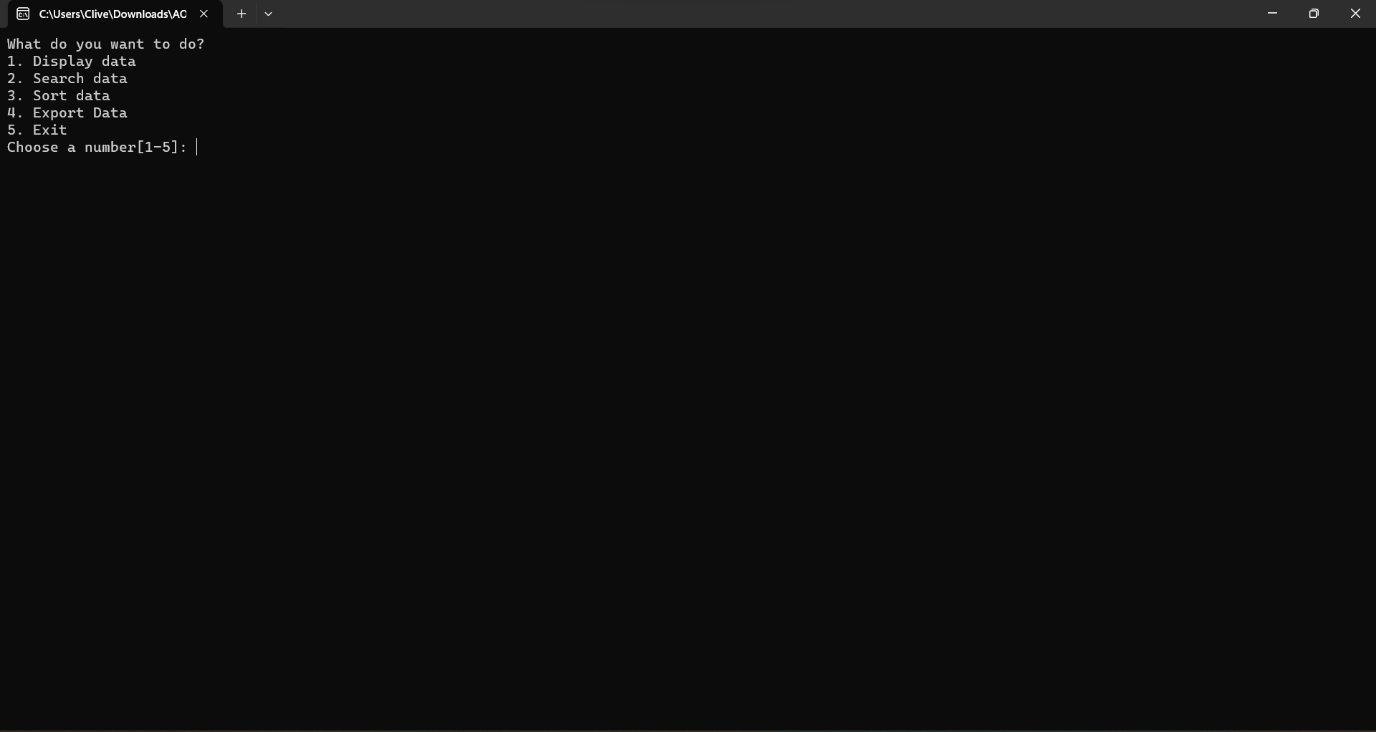 C:\Users\Clive\Downloads\AC
What do you want to do?
1. Display data
2. Search data
3. Sort data
4. Export Data
5. Exit
Choose a number[1-5]: